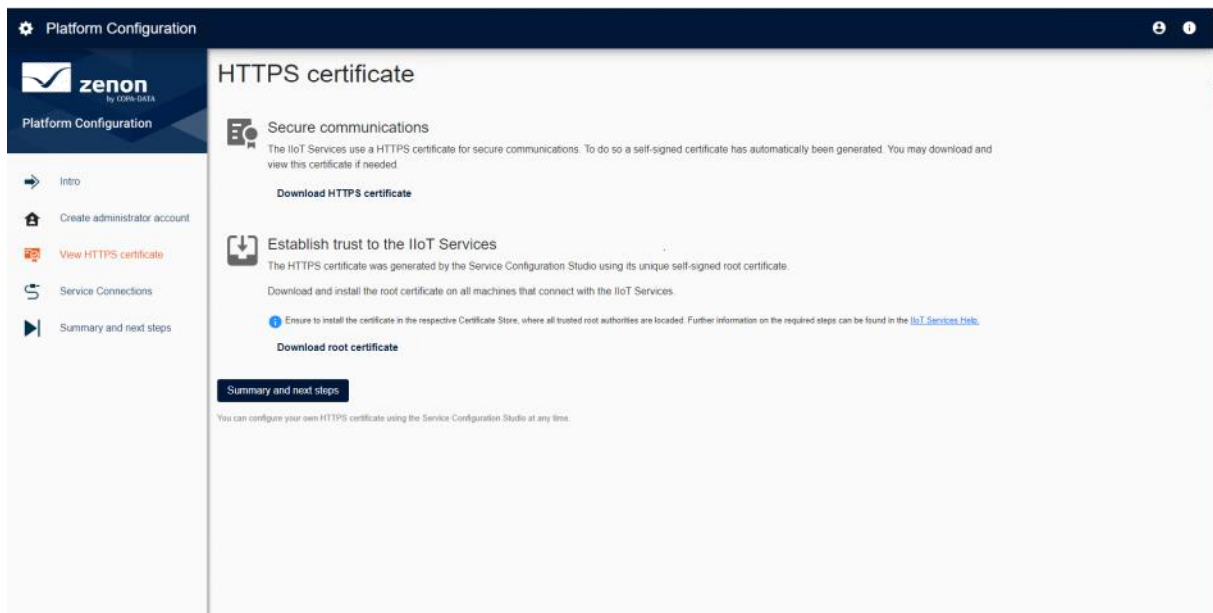 Platform Configuration
zenon
by COPA-DATA
Platform Configuration
Intro
Create administrator account
View HTTPS certificate
Service Connections
Summary and next steps
HTTPS certificate
Secure communications
The IIoT Services use a HTTPS certificate for secure communications. To do so a self-signed certificate has automatically been generated. You may download and
view this certificate if needed.
Download HTTPS certificate
Establish trust to the IIoT Services
The HTTPS certificate was generated by the Service Configuration Studio using its unique self-signed root certificate.
Download and install the root certificate on all machines that connect with the IIoT Services.
Ensure to install the certificate in the respective Certificate Store, where all trusted root authorities are locaded. Further information on the required steps can be found in the IIoT Services Help.
Download root certificate
Summary and next steps
You can configure your own HTTPS certificate using the Service Configuration Studio at any time.